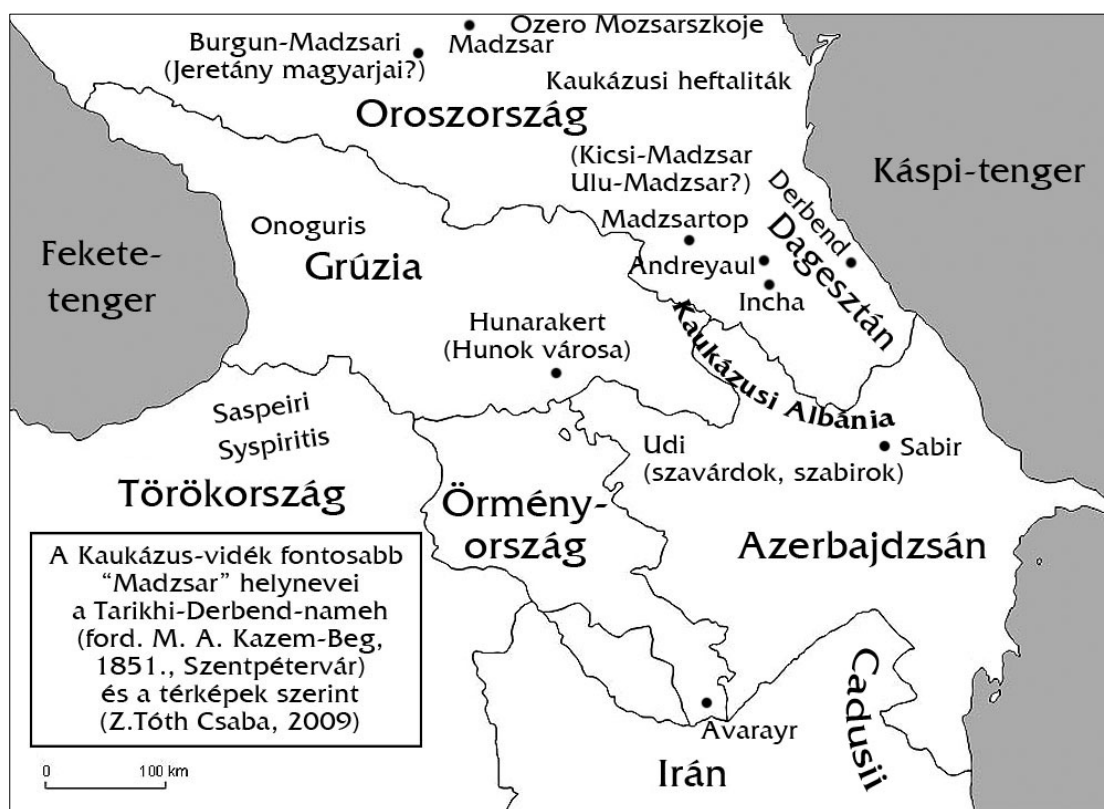 Ozero Mozsarszkoje
Burgun-Madzsari
Madzsar
(Jeretány magyarjai?)
Kaukázusi heftaliták
Oroszország
(Kicsi-Madzsar
Ulu-Madzsar?)
Káspi-tenger
Derbend
Dagesztán
Madzsartop
Onoguris
Fekete-
tenger
Grúzia
Andreyaul
Incha
Hunarakert
(Hunok városa)
Kaukázusi Albánia
Saspeiri
Syspiritis
Udi
(szavárdok, szabirok)
Sabir
Törökország
Örmény-
ország
Azerbajdzsán
A Kaukázus-vidék fontosabb
“Madzsar” helynevei
a Tarikhi-Derbend-nameh
(ford. M. A. Kazem-Beg,
1851., Szentpétervár)
és a térképek szerint
(Z.Tóth Csaba, 2009)
Cadusii
Avarayr
Irán
0 100 km